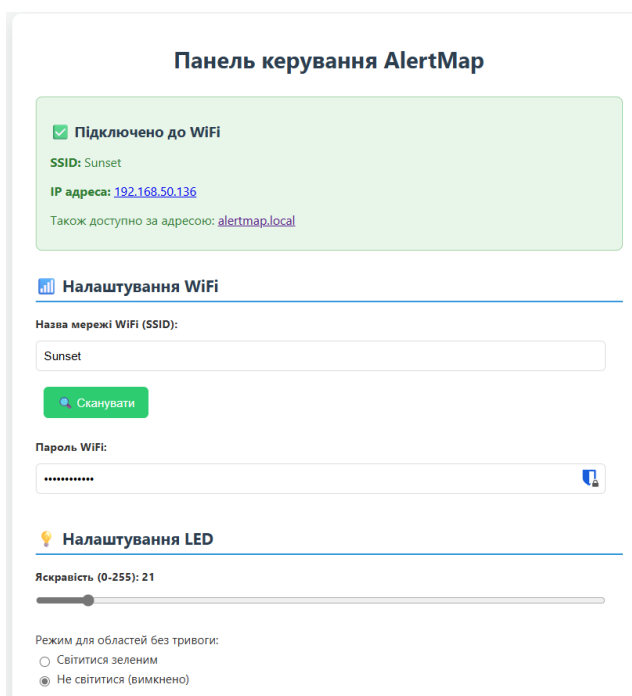 Панель керування AlertMap
Підключено до WiFi
SSID: Sunset
IP адреса: 192.168.50.136
Також доступно за адресою: alertmap.local
Налаштування WiFi
Назва мережі WiFi (SSID):
Sunset
Сканувати
Пароль WiFi:
••••••••••••
Налаштування LED
Яскравість (0-255): 21
Режим для областей без тривоги:
Світитися зеленим
Не світитися (вимкнено)